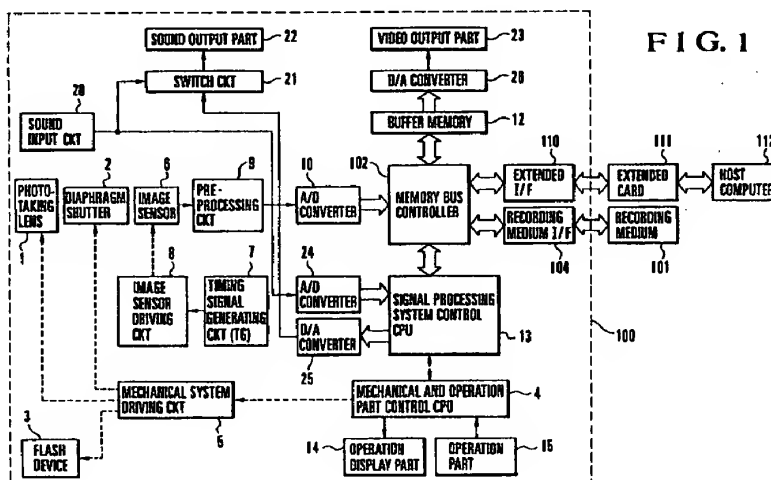 FIG. 1
SOUND OUTPUT PART
22
VIDEO OUTPUT PART
23
SWITCH CKT
21
D/A CONVERTER
26
20
SOUND INPUT CKT
BUFFER MEMORY
12
PHOTO-TAKING LENS
1
2
DIAPHRAGM SHUTTER
6
IMAGE SENSOR
9
PRE-PROCESSING CKT
10
A/D CONVERTER
102
MEMORY BUS CONTROLLER
110
EXTENDED I/F
111
EXTENDED CARD
112
HOST COMPUTER
RECORDING MEDIUM I/F
104
RECORDING MEDIUM
101
8
IMAGE SENSOR DRIVING CKT
7
TIMING SIGNAL GENERATING CKT (TG)
24
A/D CONVERTER
D/A CONVERTER
25
SIGNAL PROCESSING SYSTEM CONTROL CPU
13
100
MECHANICAL SYSTEM DRIVING CKT
5
MECHANICAL AND OPERATION PART CONTROL CPU
4
3
FLASH DEVICE
14
OPERATION DISPLAY PART
OPERATION PART
15